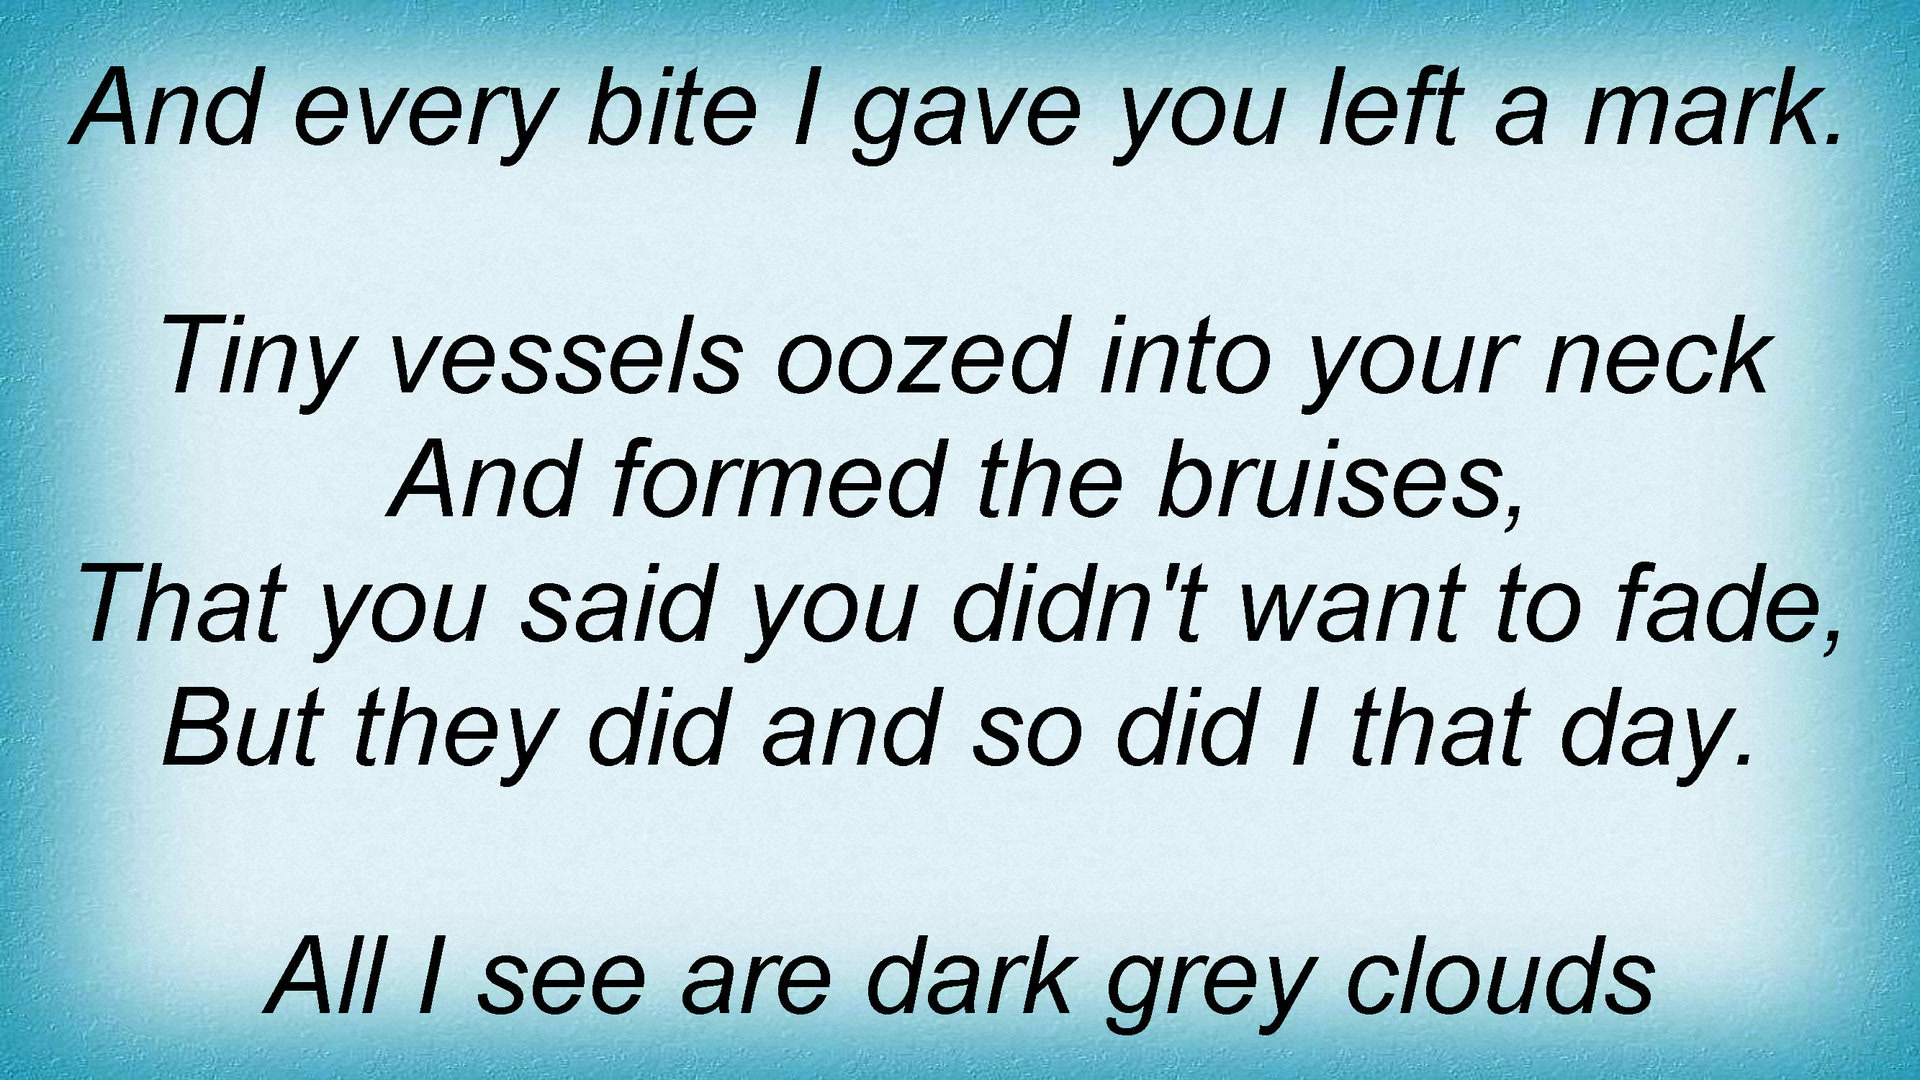 And every bite I gave you left a mark.
Tiny vessels oozed into your neck
And formed the bruises,
That you said you didn't want to fade,
But they did and so did I that day.
All I see are dark grey clouds